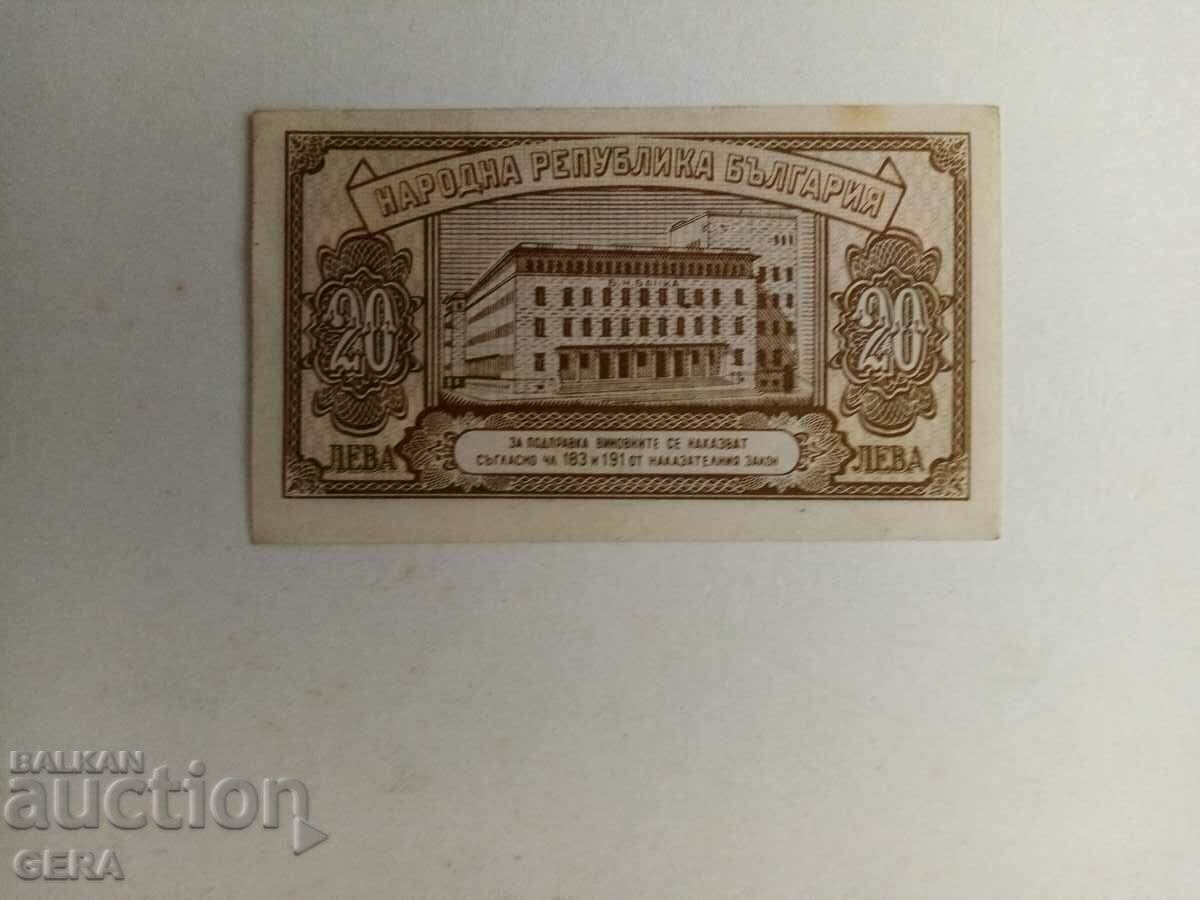 НАРОДНА РЕПУБЛИКА БЪЛГАРИЯ
Б.Н.БАНКА
20 20
ЛЕВА ЛЕВА
ЗА ПОДПРАВКА ВИНОВНИТЕ СЕ НАКАЗВАТ
СЪГЛАСНО ЧЛ 183 И 191 ОТ НАКАЗАТЕЛНИЯ ЗАКОН
BALKAN
auction
GERA